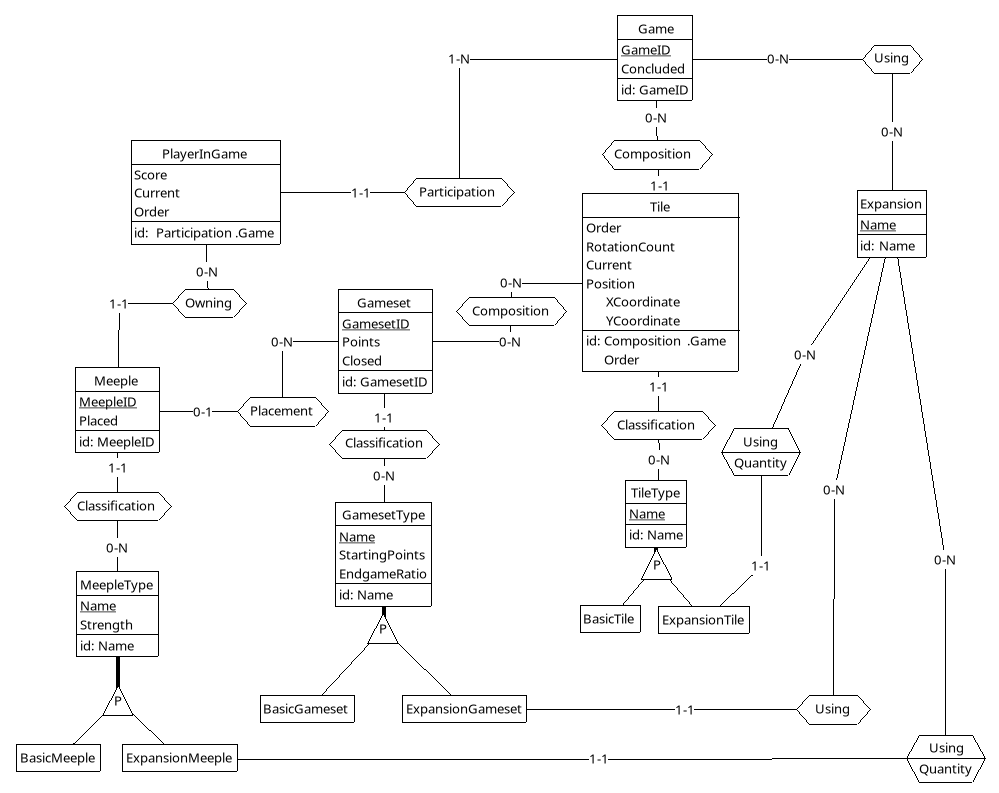 Game
GameID
Concluded
id: GameID
1-N
0-N
Using
0-N
Composition
0-N
PlayerInGame
Score
Current
Order
id: Participation .Game
1-1
Participation
1-1
Tile
Order
RotationCount
Current
Position
XCoordinate
YCoordinate
id: Composition .Game
Order
Expansion
Name
id: Name
0-N
Owning
1-1
0-N
Composition
0-N
Gameset
GamesetID
Points
Closed
id: GamesetID
0-N
Meeple
MeepleID
Placed
id: MeepleID
0-1
Placement
1-1
Classification
0-N
1-1
Classification
0-N
0-N
Using
Quantity
1-1
1-1
Classification
0-N
GamesetType
Name
StartingPoints
EndgameRatio
id: Name
TileType
Name
id: Name
0-N
0-N
MeepleType
Name
Strength
id: Name
P
P
P
BasicTile
ExpansionTile
BasicGameset
ExpansionGameset
1-1
Using
BasicMeeple
ExpansionMeeple
1-1
Using
Quantity